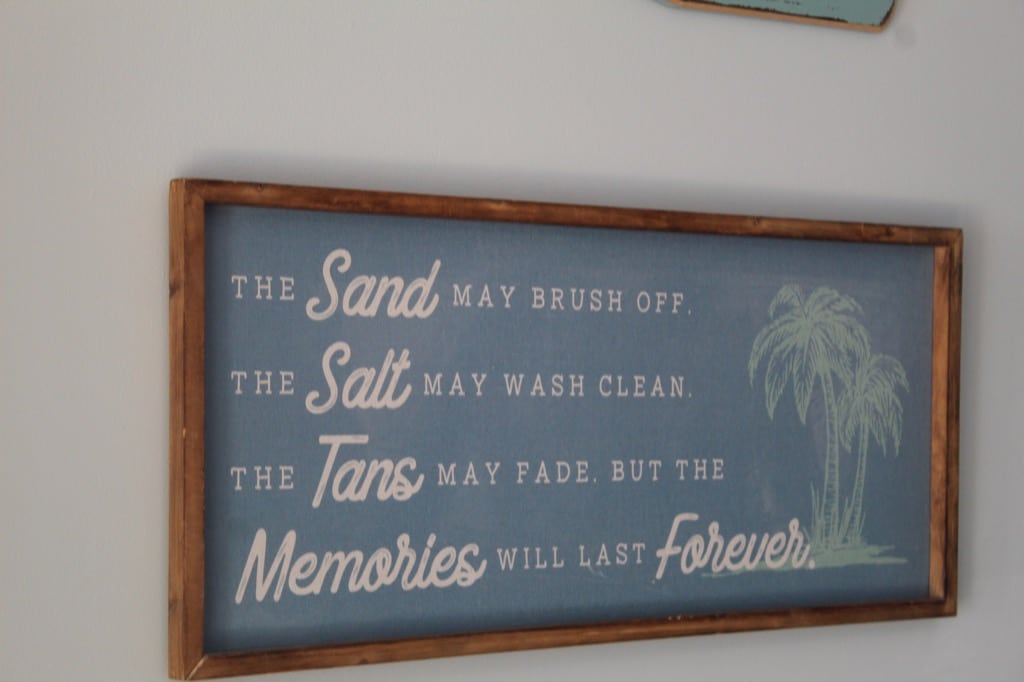 THE Sand MAY BRUSH OFF.
THE Salt MAY WASH CLEAN.
THE Tans MAY FADE. BUT THE
Memories WILL LAST Forever.